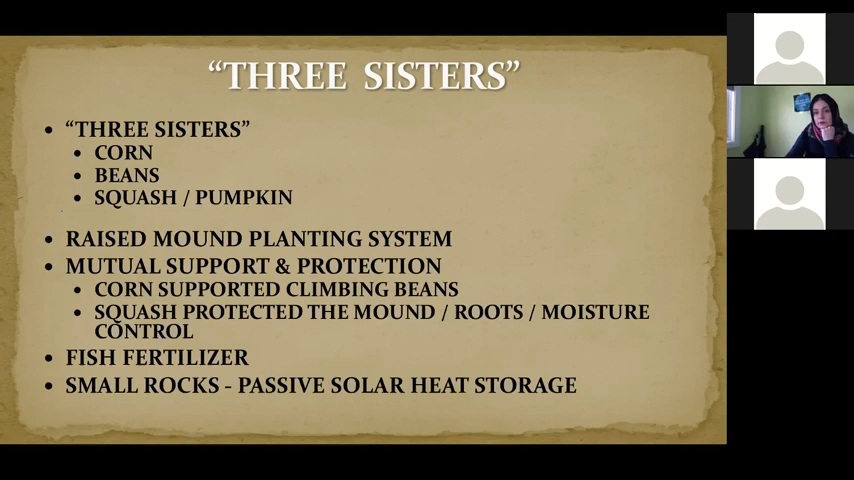 “THREE SISTERS”
• “THREE SISTERS”
• CORN
• BEANS
• SQUASH / PUMPKIN
• RAISED MOUND PLANTING SYSTEM
• MUTUAL SUPPORT & PROTECTION
• CORN SUPPORTED CLIMBING BEANS
• SQUASH PROTECTED THE MOUND / ROOTS / MOISTURE
CONTROL
• FISH FERTILIZER
• SMALL ROCKS - PASSIVE SOLAR HEAT STORAGE